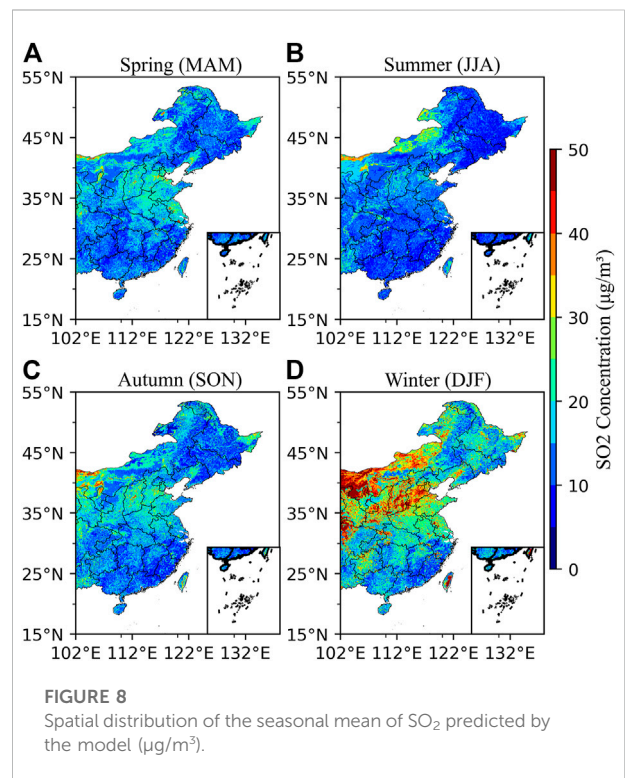 A
Spring (MAM)
B
Summer (JJA)
55°N
45°N
35°N
25°N
15°N
102°E 112°E 122°E 132°E
55°N
45°N
35°N
25°N
15°N
102°E 112°E 122°E 132°E
C
Autumn (SON)
D
Winter (DJF)
55°N
45°N
35°N
25°N
15°N
102°E 112°E 122°E 132°E
55°N
45°N
35°N
25°N
15°N
102°E 112°E 122°E 132°E
50
40
30
20
10
0
SO2 Concentration (μg/m³)
FIGURE 8
Spatial distribution of the seasonal mean of SO₂ predicted by
the model (μg/m³).